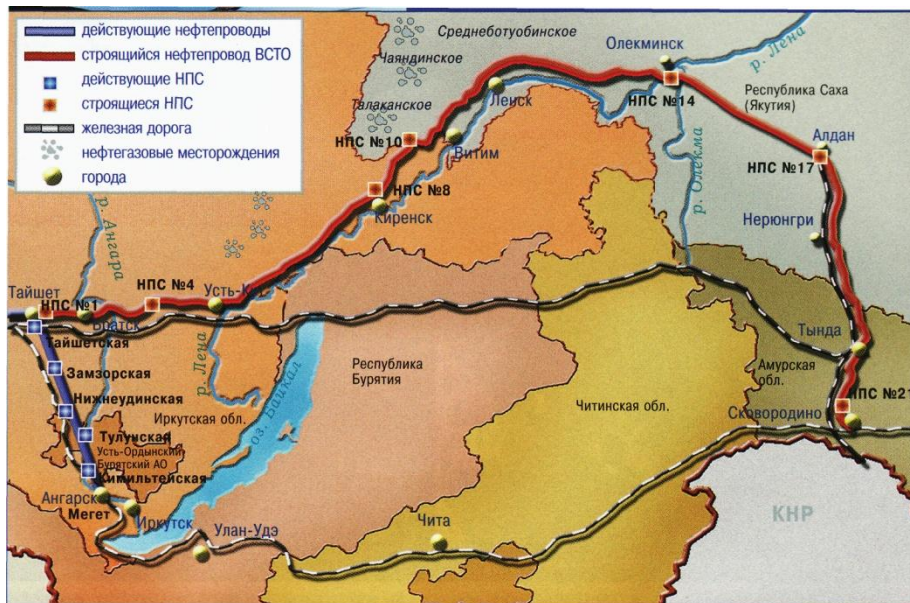 действующие нефтепроводы
строящийся нефтепровод ВСТО
действующие НПС
строящиеся НПС
железная дорога
нефтегазовые месторождения
города
Среднеботуобинское
Чаяндинское
Талаканское
Олекминск
р. Лена
НПС №14
Республика Саха
(Якутия)
Ленск
Алдан
НПС №10
Витим
НПС №17
НПС №8
Киренск
р. Олекма
Нерюнгри
р. Ангара
НПС №4
Усть-Кут
Тайшет
НПС №1
Братск
Тайшетская
Тында
Замзорская
р. Лена
Республика
Бурятия
Амурская
обл.
Нижнеудинская
Иркутская обл.
оз. Байкал
Читинская обл.
НПС №21
Сковородино
Тулунская
Усть-Ордынский
Бурятский АО
Кимильтейская
Ангарск
Мегет
Иркутск
Улан-Удэ
Чита
КНР